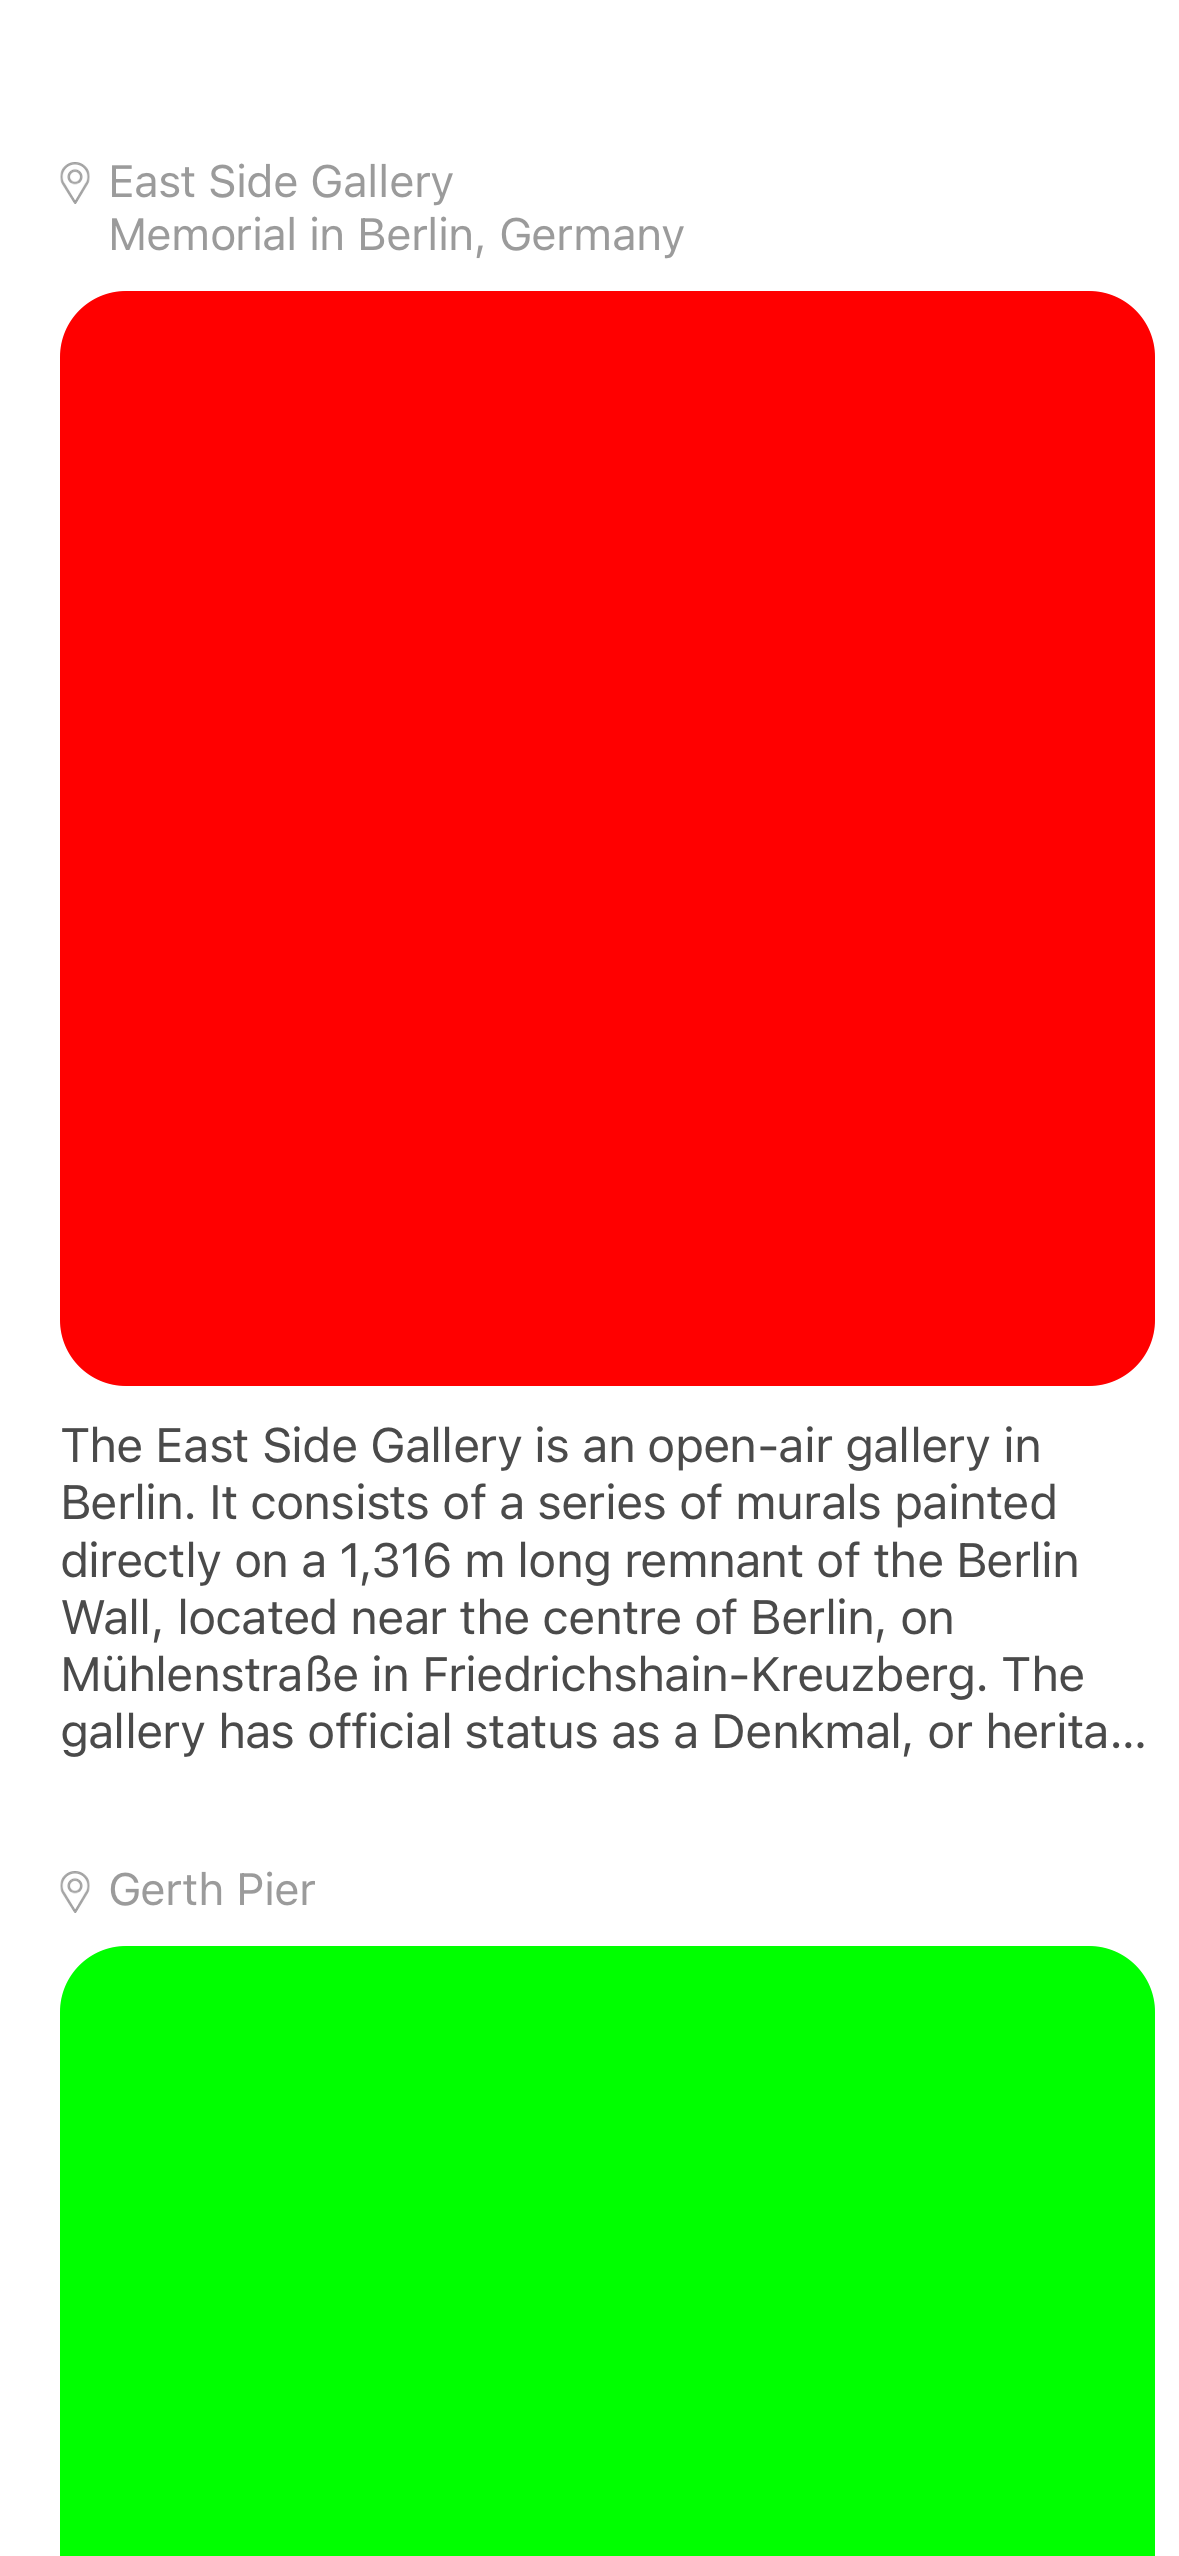 East Side Gallery
Memorial in Berlin, Germany
The East Side Gallery is an open-air gallery in
Berlin. It consists of a series of murals painted
directly on a 1,316 m long remnant of the Berlin
Wall, located near the centre of Berlin, on
Mühlenstraße in Friedrichshain-Kreuzberg. The
gallery has official status as a Denkmal, or herita…
Gerth Pier